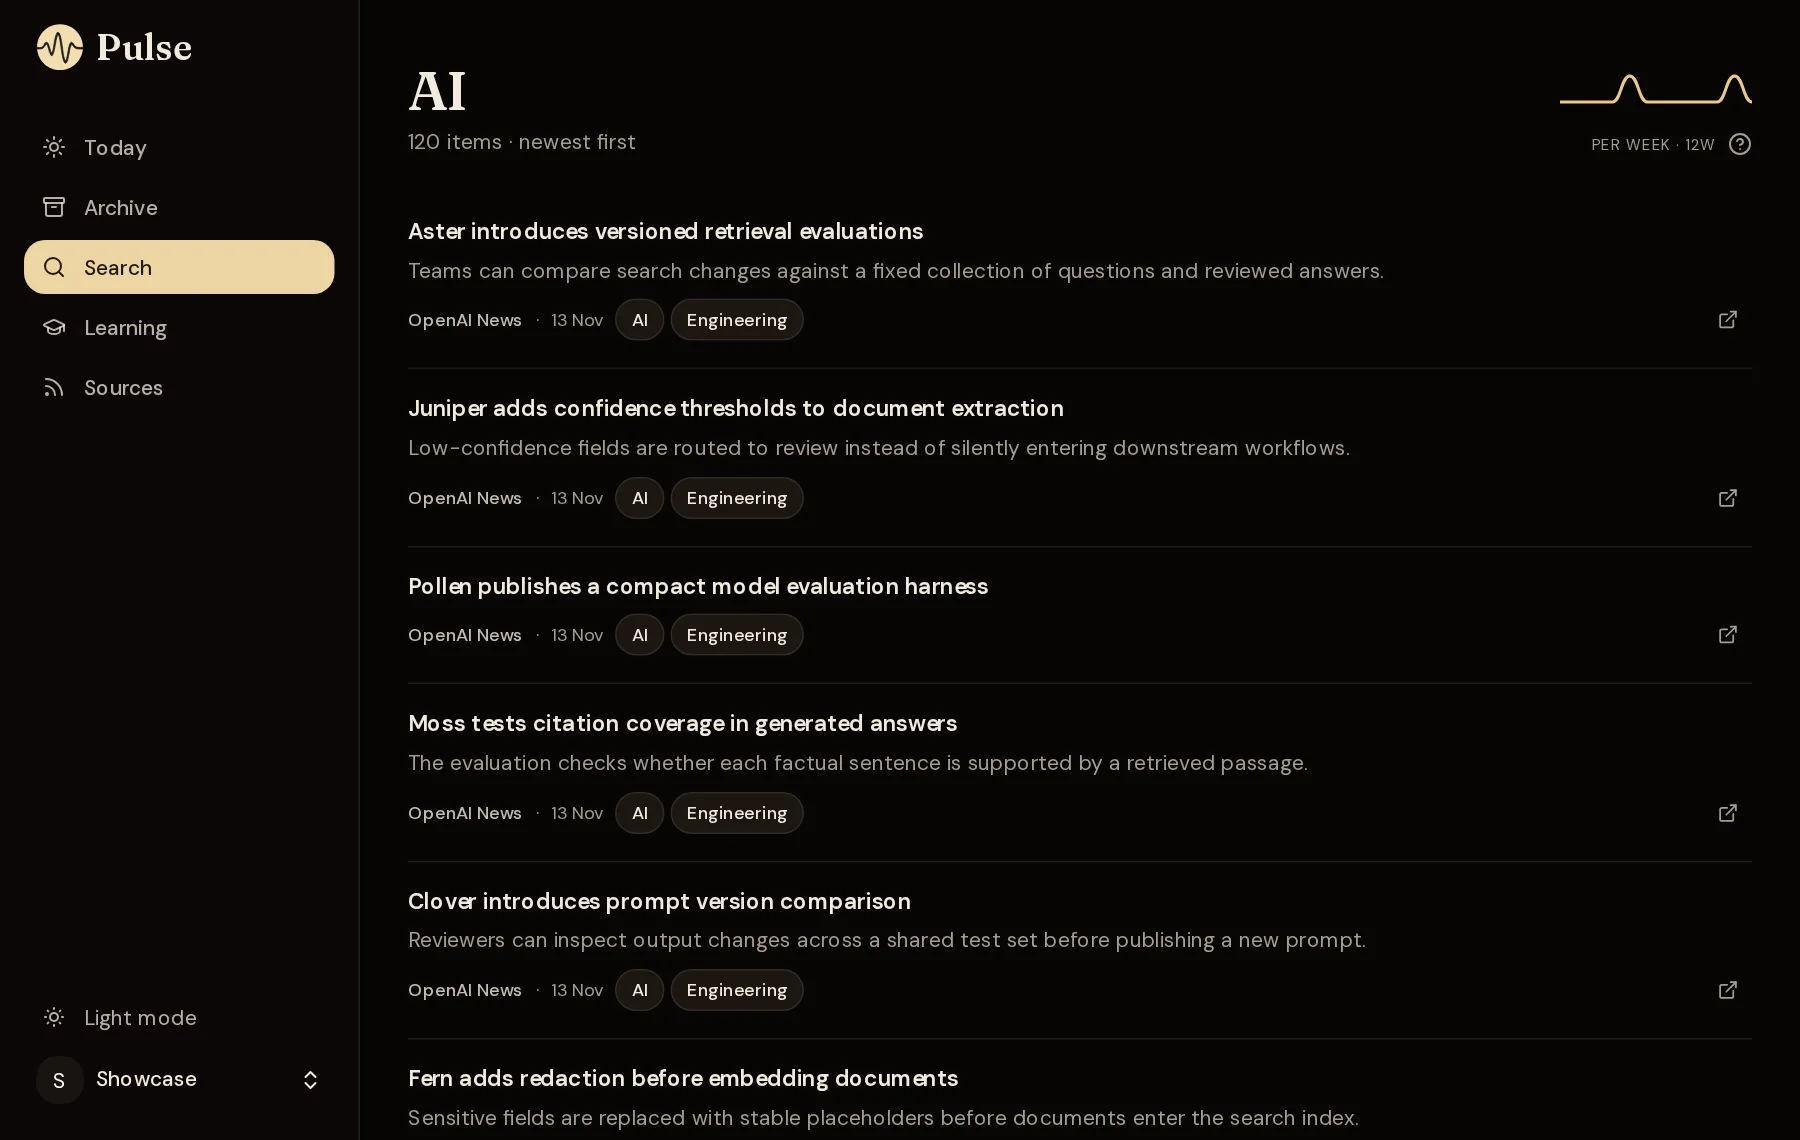 Pulse
Today
Archive
Search
Learning
Sources
Light mode
S
Showcase
AI
120 items · newest first
PER WEEK · 12W
Aster introduces versioned retrieval evaluations
Teams can compare search changes against a fixed collection of questions and reviewed answers.
OpenAI News · 13 Nov AI Engineering
Juniper adds confidence thresholds to document extraction
Low-confidence fields are routed to review instead of silently entering downstream workflows.
OpenAI News · 13 Nov AI Engineering
Pollen publishes a compact model evaluation harness
OpenAI News · 13 Nov AI Engineering
Moss tests citation coverage in generated answers
The evaluation checks whether each factual sentence is supported by a retrieved passage.
OpenAI News · 13 Nov AI Engineering
Clover introduces prompt version comparison
Reviewers can inspect output changes across a shared test set before publishing a new prompt.
OpenAI News · 13 Nov AI Engineering
Fern adds redaction before embedding documents
Sensitive fields are replaced with stable placeholders before documents enter the search index.